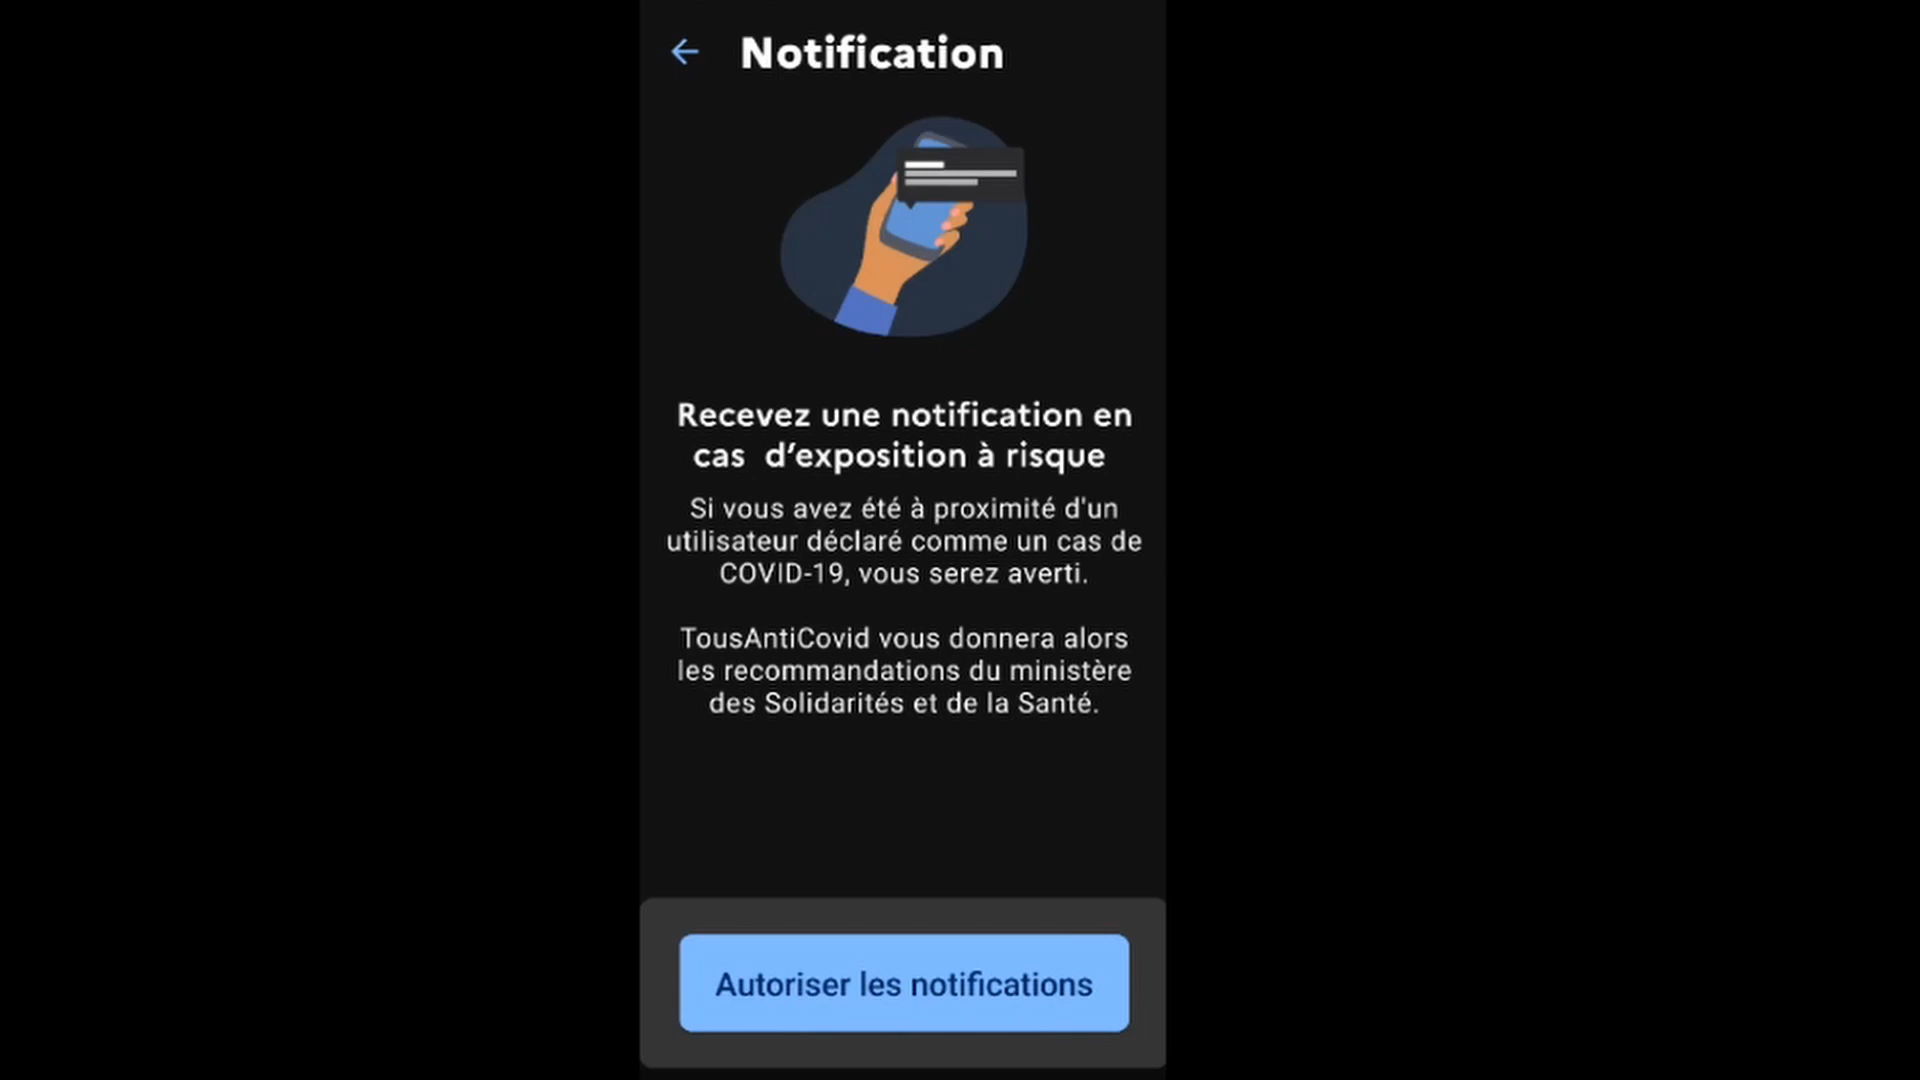 Notification
Recevez une notification en
cas  d’exposition à risque
Si vous avez été à proximité d'un
utilisateur déclaré comme un cas de
COVID-19, vous serez averti.
TousAntiCovid vous donnera alors
les recommandations du ministère
des Solidarités et de la Santé.
Autoriser les notifications